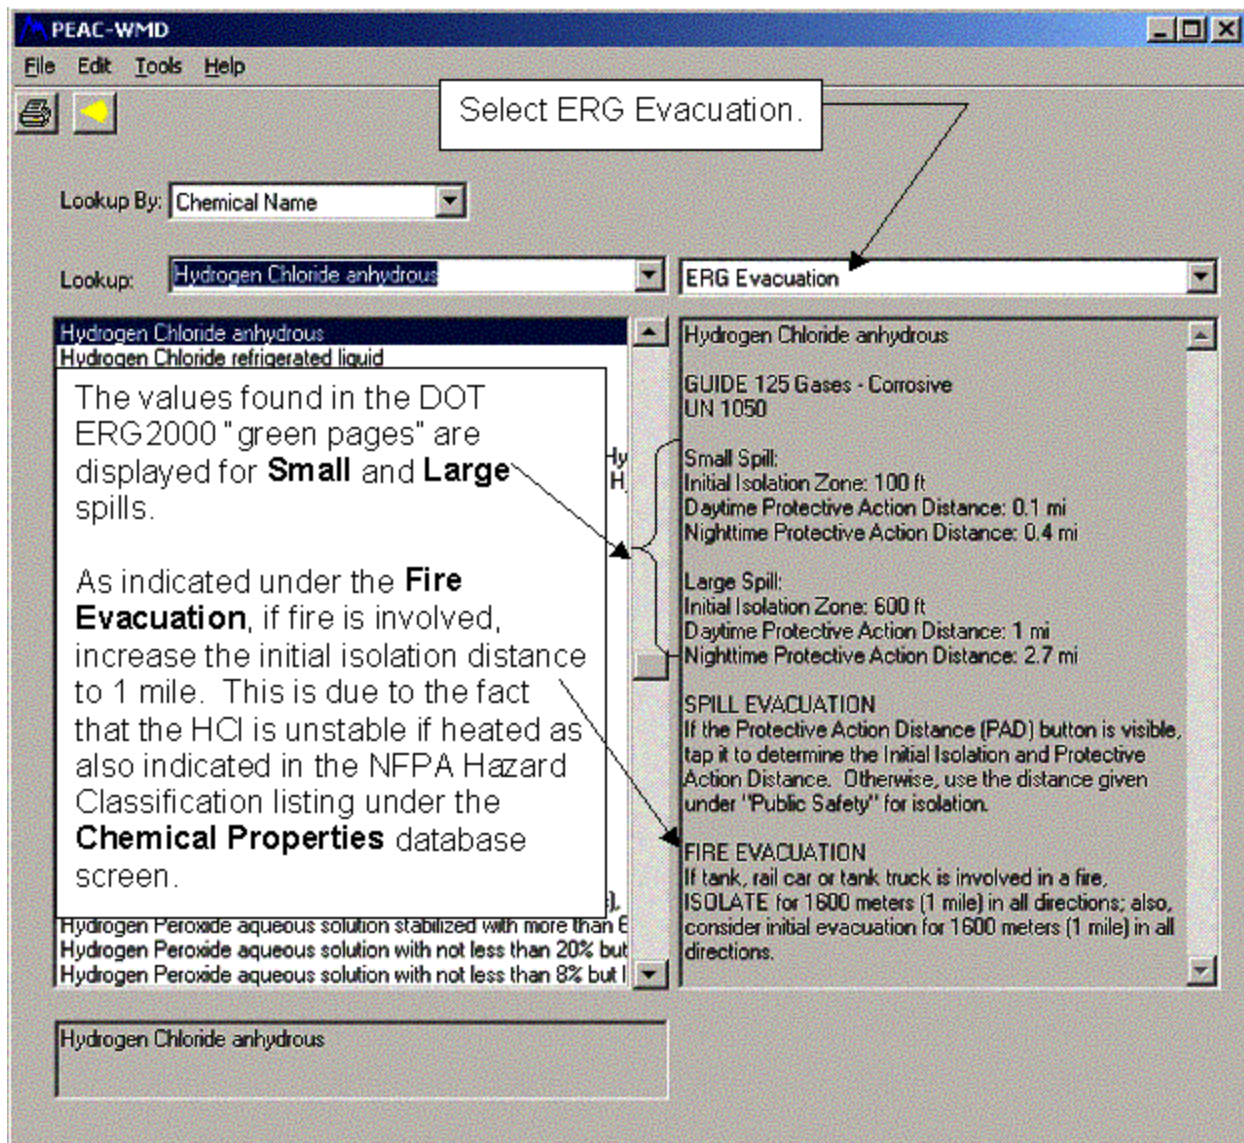 PEAC-WMD
File Edit Tools Help
Select ERG Evacuation.
Lookup By: Chemical Name
Lookup: Hydrogen Chloride anhydrous
ERG Evacuation
Hydrogen Chloride anhydrous
Hydrogen Chloride refrigerated liquid
The values found in the DOT
ERG2000 "green pages" are
displayed for Small and Large
spills.
As indicated under the Fire
Evacuation, if fire is involved,
increase the initial isolation distance
to 1 mile. This is due to the fact
that the HCl is unstable if heated as
also indicated in the NFPA Hazard
Classification listing under the
Chemical Properties database
screen.
Hy
H
),
Hydrogen Peroxide aqueous solution stabilized with more than 6
Hydrogen Peroxide aqueous solution with not less than 20% but
Hydrogen Peroxide aqueous solution with not less than 8% but l
Hydrogen Chloride anhydrous
GUIDE 125 Gases - Corrosive
UN 1050
Small Spill:
Initial Isolation Zone: 100 ft
Daytime Protective Action Distance: 0.1 mi
Nighttime Protective Action Distance: 0.4 mi
Large Spill:
Initial Isolation Zone: 600 ft
Daytime Protective Action Distance: 1 mi
Nighttime Protective Action Distance: 2.7 mi
SPILL EVACUATION
If the Protective Action Distance (PAD) button is visible,
tap it to determine the Initial Isolation and Protective
Action Distance. Otherwise, use the distance given
under "Public Safety" for isolation.
FIRE EVACUATION
If tank, rail car or tank truck is involved in a fire,
ISOLATE for 1600 meters (1 mile) in all directions; also,
consider initial evacuation for 1600 meters (1 mile) in all
directions.
Hydrogen Chloride anhydrous